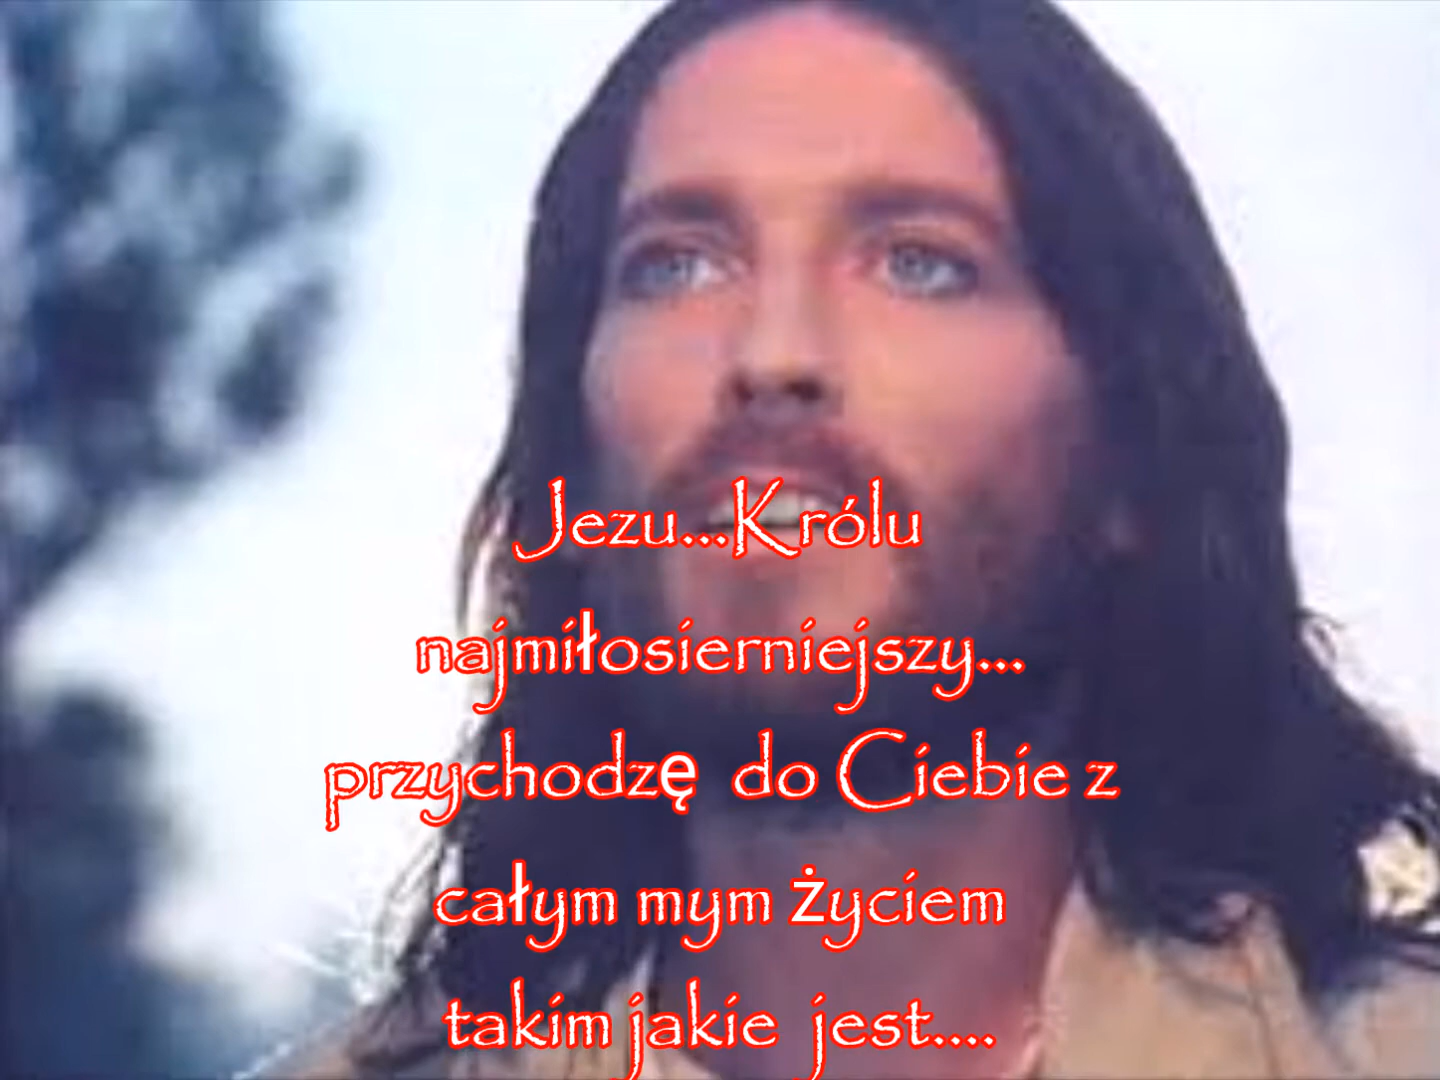 Jezu...Królu
najmiłosierniejszy...
przychodzę do Ciebie z
całym mym życiem
takim jakie jest....